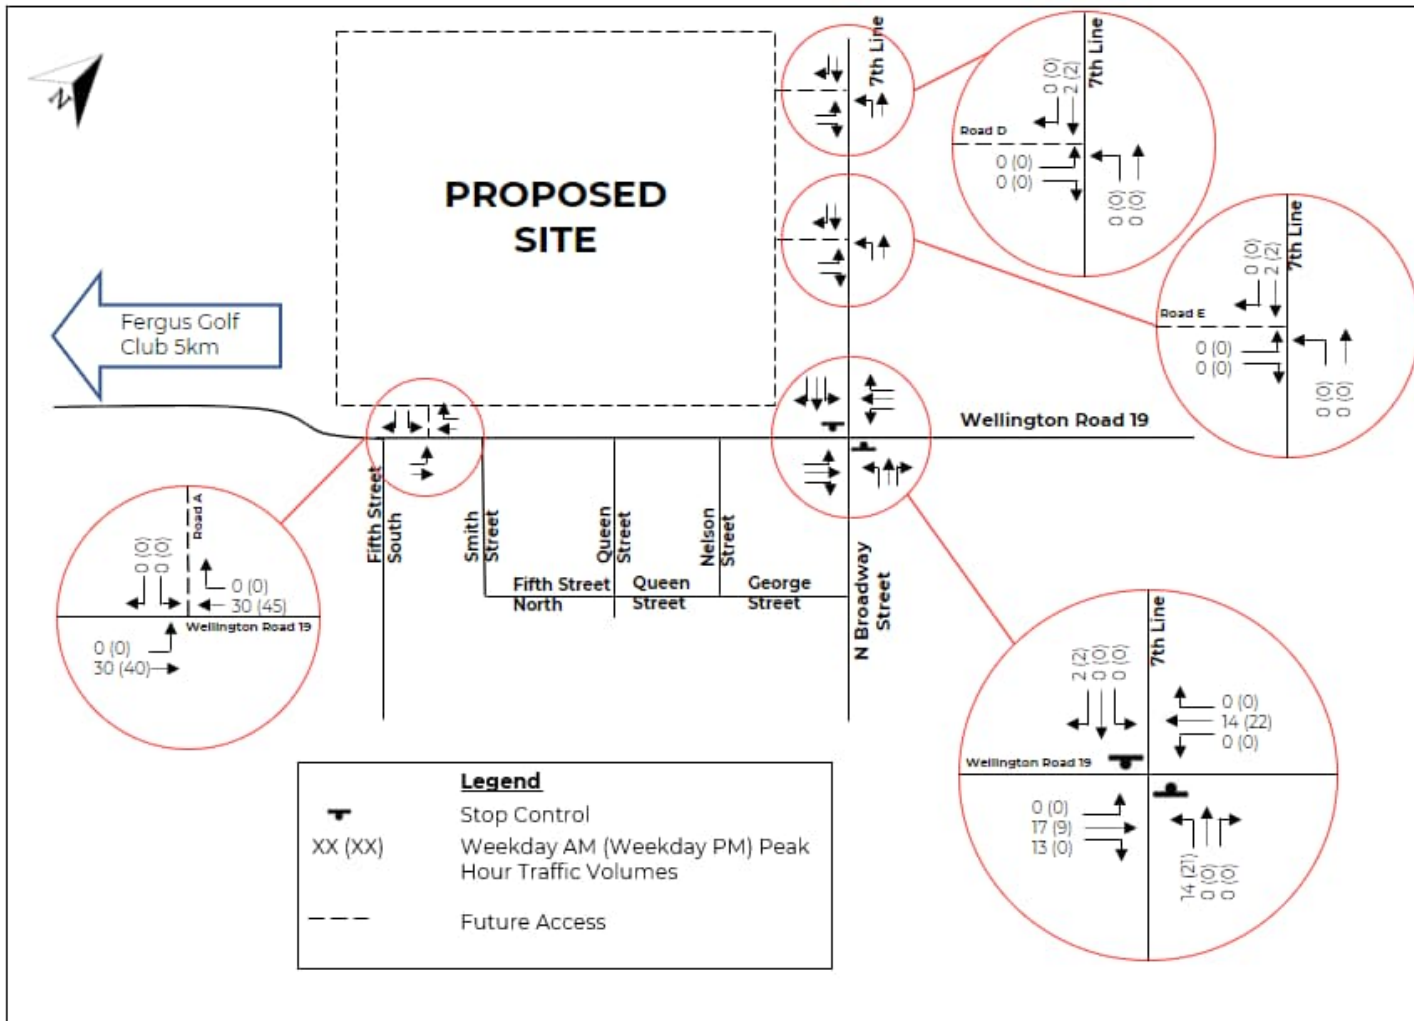 N
PROPOSED
SITE
Fergus Golf
Club 5km
7th Line
7th Line
0 (0)
2 (2)
Road D
0 (0)
0 (0)
0 (0)
0 (0)
7th Line
0 (0)
2 (2)
Road E
0 (0)
0 (0)
0 (0)
0 (0)
Wellington Road 19
Fifth Street
South
Smith
Street
Queen
Street
Nelson
Street
Fifth Street
North
Queen
Street
George
Street
N Broadway
Street
Road A
0 (0)
0 (0)
0 (0)
30 (45)
Wellington Road 19
0 (0)
30 (40)
7th Line
2 (2)
0 (0)
0 (0)
0 (0)
14 (22)
0 (0)
Wellington Road 19
0 (0)
17 (9)
13 (0)
14 (21)
0 (0)
0 (0)
Legend
Stop Control
XX (XX)
Weekday AM (Weekday PM) Peak
Hour Traffic Volumes
Future Access